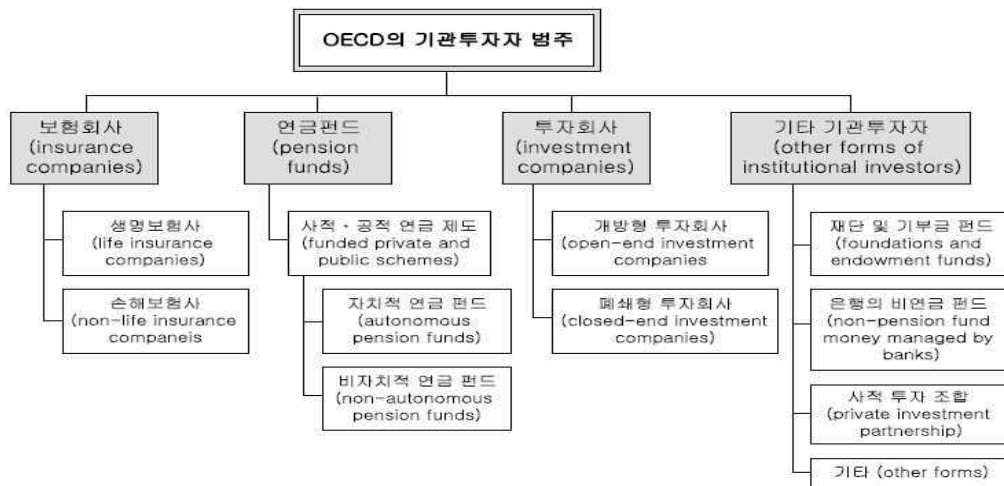 OECD의 기관투자자 범주
보험회사
(insurance
companies)
연금펀드
(pension
funds)
투자회사
(investment
companies)
기타 기관투자자
(other forms of
institutional investors)
생명보험사
(life insurance
companies)
손해보험사
(non-life insurance
companeis
사적·공적 연금 제도
(funded private and
public schemes)
자치적 연금 펀드
(autonomous
pension funds)
비자치적 연금 펀드
(non-autonomous
pension funds)
개방형 투자회사
(open-end investment
companies
폐쇄형 투자회사
(closed-end investment
companies)
재단 및 기부금 펀드
(foundations and
endowment funds)
은행의 비연금 펀드
(non-pension fund
money managed by
banks)
사적 투자 조합
(private investment
partnership)
기타 (other forms)